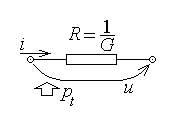 i
R = 1/G
u
p_t